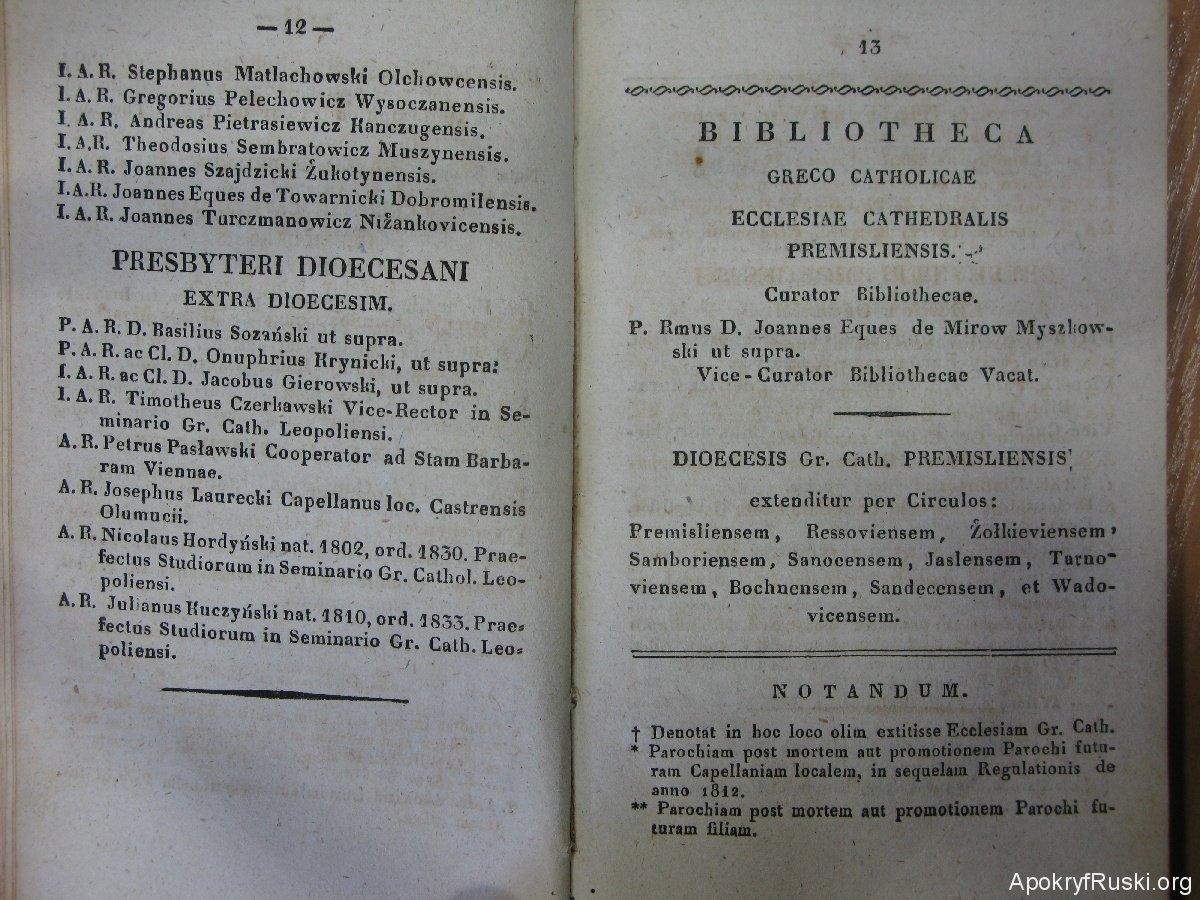 — 12 —
I. A. R. Stephanus Matlachowski Olchowcensis.
I. A. R. Gregorius Pelechowicz Wysoczanensis.
I. A. R. Andreas Pietrasiewicz Kanczugensis.
I. A.R. Theodosius Sembratowicz Muszynensis.
I. A. R. Joannes Szajdzicki Żukotynensis.
I. A.R. Joannes Eques de Towarnicki Dobromilensis.
I. A. R. Joannes Turczmanowicz Niżankovicensis.
PRESBYTERI DIOECESANI
EXTRA DIOECESIM.
P. A. R. D. Basilius Sozański ut supra.
P. A. R. ac Cl. D. Onuphrius Krynicki, ut supra.
I. A. R. ac Cl. D. Jacobus Gierowski, ut supra.
I. A. R. Timotheus Czerkawski Vice-Rector in Se-
minario Gr. Cath. Leopoliensi.
A. R. Petrus Pasławski Cooperator ad Stam Barba-
ram Viennae.
A. R. Josephus Laurecki Capellanus loc. Castrensis
Olumucii.
A. R. Nicolaus Hordyński nat. 1802, ord. 1830. Prae-
fectus Studiorum in Seminario Gr. Cathol. Leo-
poliensi.
A. R. Julianus Kuczyński nat. 1810, ord. 1833. Prae-
fectus Studiorum in Seminario Gr. Cath. Leo-
poliensi.
13
BIBLIOTHECA
GRECO CATHOLICAE
ECCLESIAE CATHEDRALIS
PREMISLIENSIS.
Curator Bibliothecae.
P. Rmus D. Joannes Eques de Mirow Myszkow-
ski ut supra.
Vice-Curator Bibliothecae Vacat.
DIOECESIS Gr. Cath. PREMISLIENSIS
extenditur per Circulos:
Premisliensem, Ressoviensem, Żołkieviensem,
Samboriensem, Sanocensem, Jaslensem, Tarno-
viensem, Bochnensem, Sandecensem, et Wado-
vicensem.
NOTANDUM.
† Denotat in hoc loco olim extitisse Ecclesiam Gr. Cath.
* Parochiam post mortem aut promotionem Parochi futu-
ram Capellaniam localem, in sequelam Regulationis de
anno 1812.
** Parochiam post mortem aut promotionem Parochi fu-
turam filiam.
ApokryfRuski.org